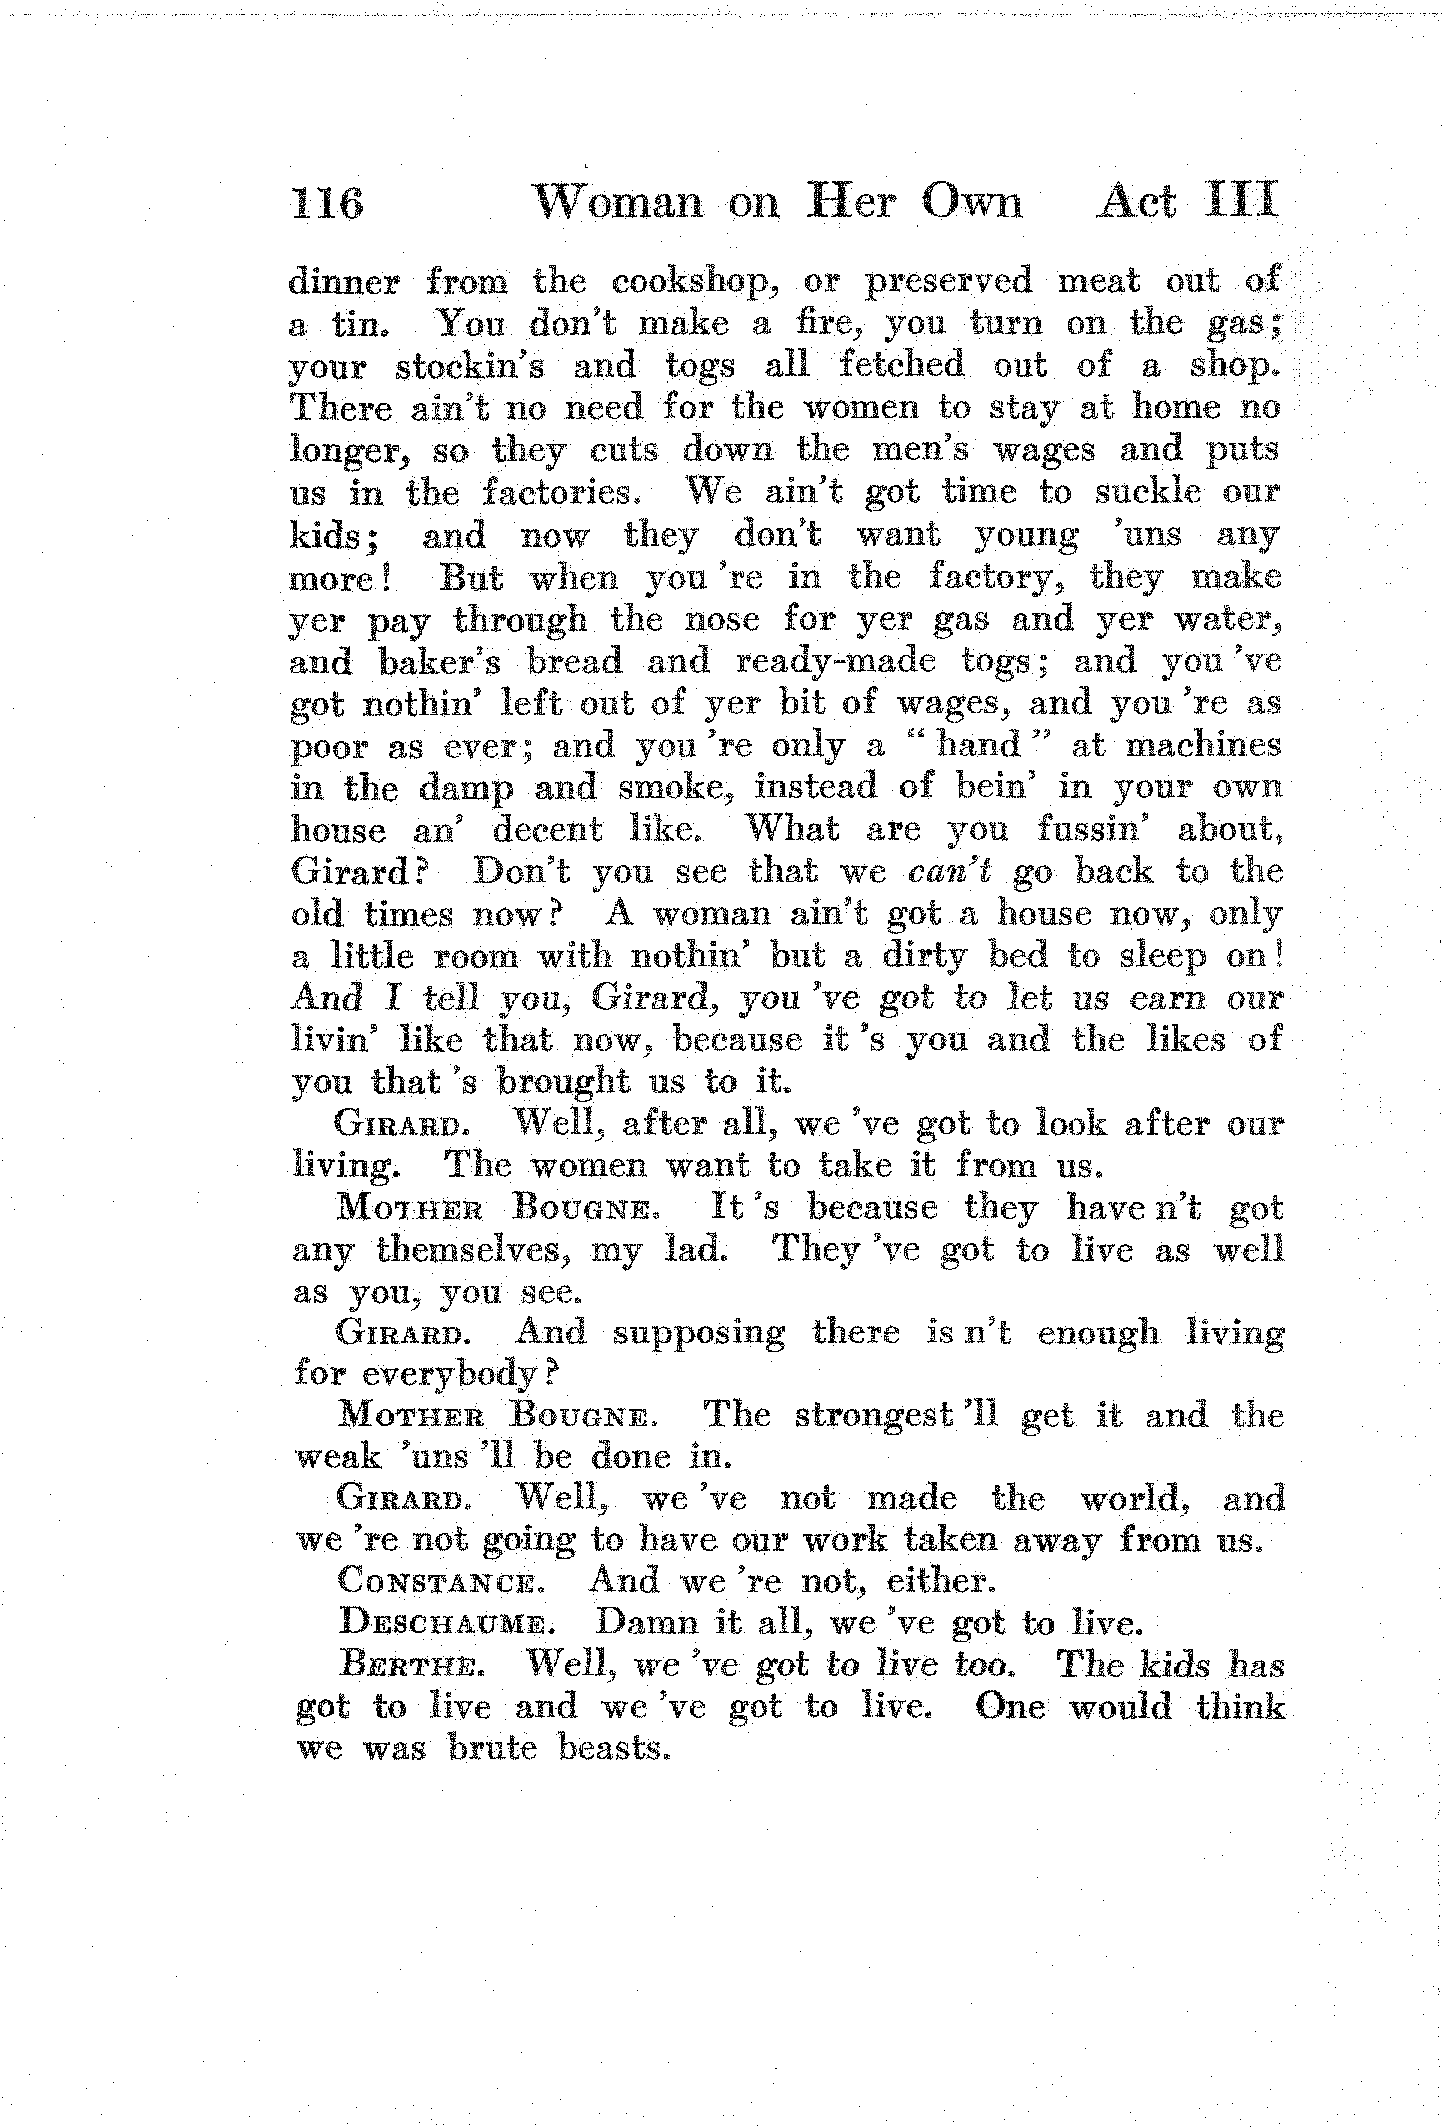 116 Woman on Her Own Act III
dinner from the cookshop, or preserved meat out of
a tin. You don't make a fire, you turn on the gas;
your stockin's and togs all fetched out of a shop.
There ain't no need for the women to stay at home no
longer, so they cuts down the men's wages and puts
us in the factories. We ain't got time to suckle our
kids; and now they don't want young 'uns any
more! But when you 're in the factory, they make
yer pay through the nose for yer gas and yer water,
and baker's bread and ready-made togs; and you 've
got nothin' left out of yer bit of wages, and you 're as
poor as ever; and you 're only a “ hand ” at machines
in the damp and smoke, instead of bein' in your own
house an' decent like. What are you fussin' about,
Girard? Don't you see that we can't go back to the
old times now? A woman ain't got a house now, only
a little room with nothin' but a dirty bed to sleep on!
And I tell you, Girard, you 've got to let us earn our
livin' like that now, because it 's you and the likes of
you that 's brought us to it.
GIRARD. Well, after all, we 've got to look after our
living. The women want to take it from us.
MOTHER BOUGNE. It 's because they have n't got
any themselves, my lad. They 've got to live as well
as you, you see.
GIRARD. And supposing there is n't enough living
for everybody?
MOTHER BOUGNE. The strongest 'll get it and the
weak 'uns 'll be done in.
GIRARD. Well, we 've not made the world, and
we 're not going to have our work taken away from us.
CONSTANCE. And we 're not, either.
DESCHAUME. Damn it all, we 've got to live.
BERTHE. Well, we 've got to live too. The kids has
got to live and we 've got to live. One would think
we was brute beasts.